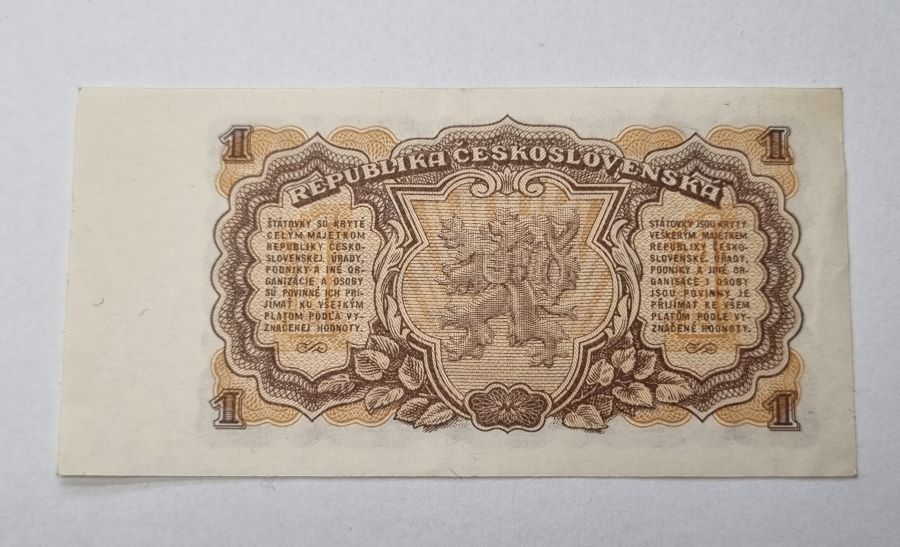 1 1
REPUBLIKA ČESKOSLOVENSKÁ
ŠTÁTOVKY SÚ KRYTÉ
CELÝM MAJETKOM
REPUBLIKY ČESKO-
SLOVENSKEJ. ÚRADY,
PODNIKY A INÉ OR-
GANIZÁCIE A OSOBY
SÚ POVINNÉ ICH PRI-
JÍMAŤ KU VŠETKÝM
PLATOM PODĽA VY-
ZNAČENEJ HODNOTY.
STÁTOVKY JSOU KRYTY
VEŠKERÝM MAJETKEM
REPUBLIKY ČESKO-
SLOVENSKÉ. ÚŘADY,
PODNIKY A JINÉ OR-
GANISACE I OSOBY
JSOU POVINNY JE
PŘIJÍMAT KE VŠEM
PLATŮM PODLE VY-
ZNAČENÉ HODNOTY.
1 1